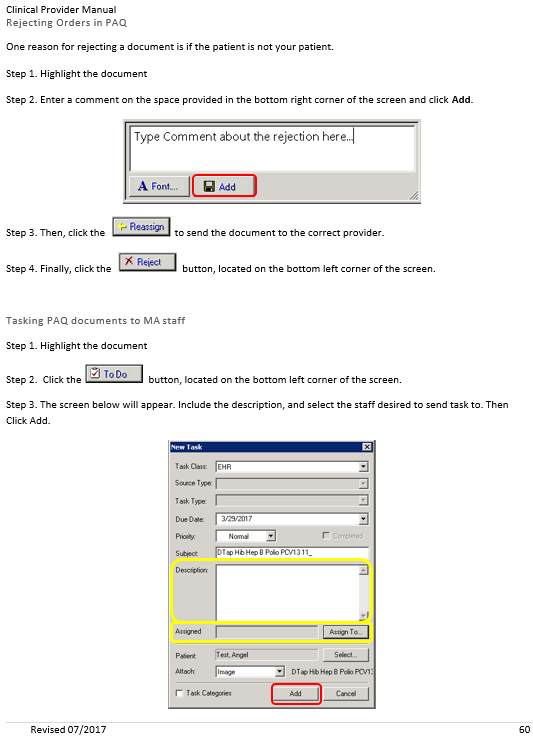 Clinical Provider Manual
Rejecting Orders in PAQ
One reason for rejecting a document is if the patient is not your patient.
Step 1. Highlight the document
Step 2. Enter a comment on the space provided in the bottom right corner of the screen and click Add.
Type Comment about the rejection here...
A Font... Add
Step 3. Then, click the Reassign to send the document to the correct provider.
Step 4. Finally, click the Reject button, located on the bottom left corner of the screen.
Tasking PAQ documents to MA staff
Step 1. Highlight the document
Step 2. Click the To Do button, located on the bottom left corner of the screen.
Step 3. The screen below will appear. Include the description, and select the staff desired to send task to. Then
Click Add.
New Task
Task Class: EHR
Source Type:
Task Type:
Due Date: 3/29/2017
Priority: Normal Completed
Subject: DTap Hib Hep B Polio PCV13 11_
Description:
Assigned Assign To...
Patient: Test, Angel Select...
Attach: Image DTap Hib Hep B Polio PCV13
Task Categories Add Cancel
Revised 07/2017 60